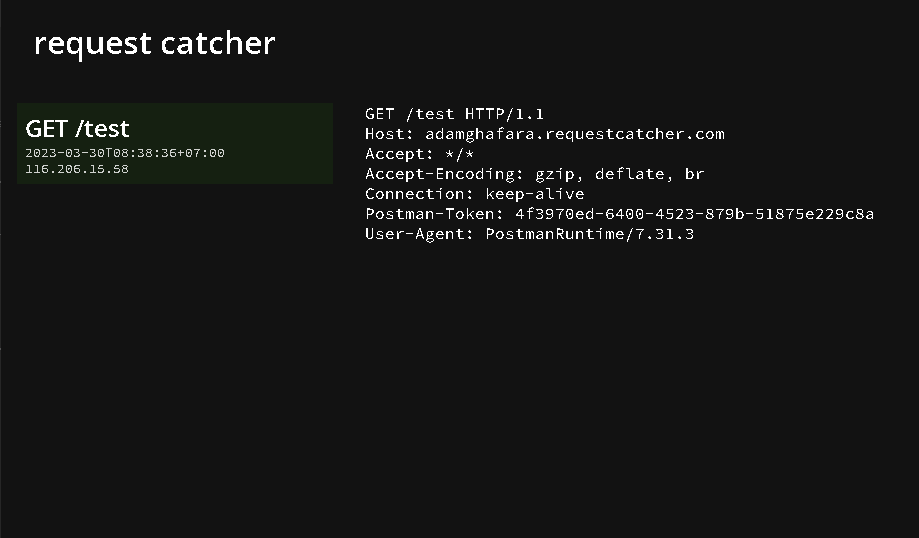 request catcher
GET /test
2023-03-30T08:38:36+07:00
116.206.15.58
GET /test HTTP/1.1
Host: adamghafara.requestcatcher.com
Accept: */*
Accept-Encoding: gzip, deflate, br
Connection: keep-alive
Postman-Token: 4f3970ed-6400-4523-879b-51875e229c8a
User-Agent: PostmanRuntime/7.31.3